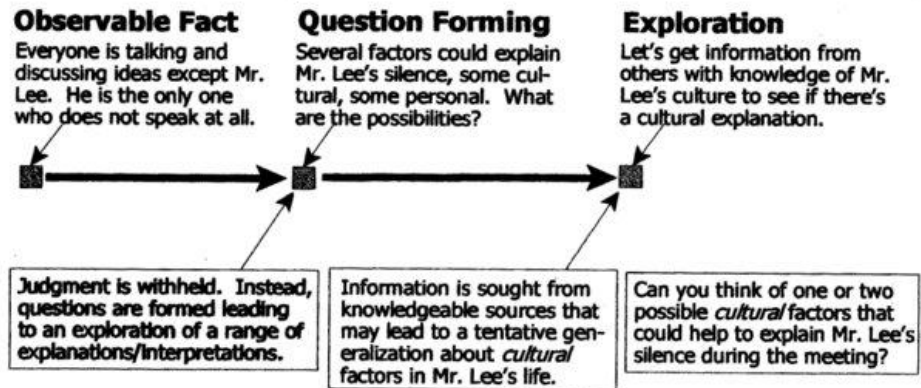 Observable Fact
Everyone is talking and
discussing ideas except Mr.
Lee. He is the only one
who does not speak at all.
Question Forming
Several factors could explain
Mr. Lee's silence, some cul-
tural, some personal. What
are the possibilities?
Exploration
Let's get information from
others with knowledge of Mr.
Lee's culture to see if there's
a cultural explanation.
Judgment is withheld. Instead,
questions are formed leading
to an exploration of a range of
explanations/interpretations.
Information is sought from
knowledgeable sources that
may lead to a tentative gen-
eralization about cultural
factors in Mr. Lee's life.
Can you think of one or two
possible cultural factors that
could help to explain Mr. Lee's
silence during the meeting?